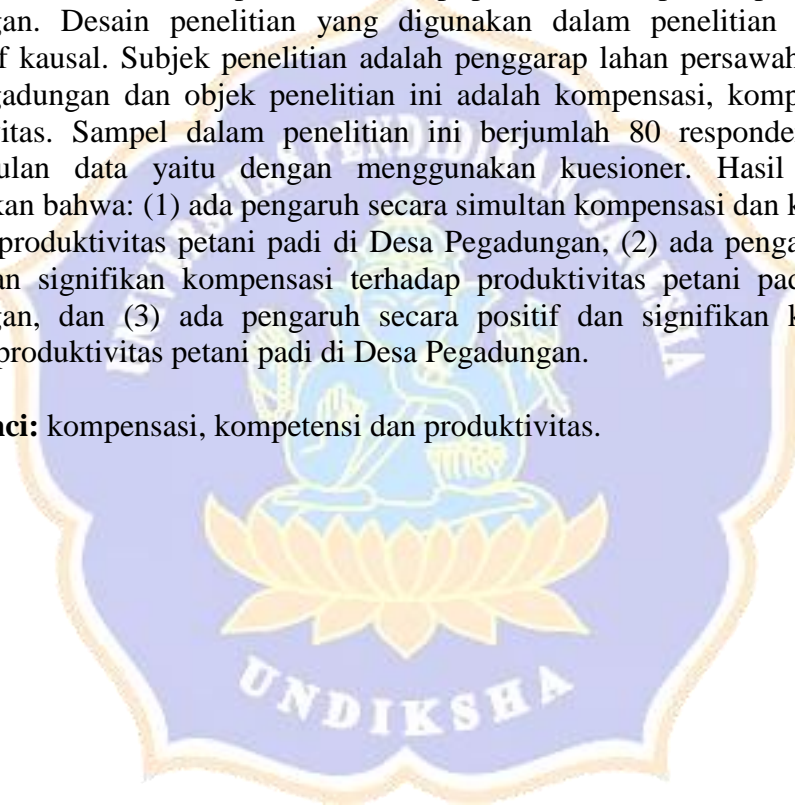 gan. Desain penelitian yang digunakan dalam penelitian
f kausal. Subjek penelitian adalah penggarap lahan persawah
gadungan dan objek penelitian ini adalah kompensasi, komp
itas. Sampel dalam penelitian ini berjumlah 80 responde
ulan data yaitu dengan menggunakan kuesioner. Hasil
kan bahwa: (1) ada pengaruh secara simultan kompensasi dan k
produktivitas petani padi di Desa Pegadungan, (2) ada penga
an signifikan kompensasi terhadap produktivitas petani pad
gan, dan (3) ada pengaruh secara positif dan signifikan k
produktivitas petani padi di Desa Pegadungan.
nci: kompensasi, kompetensi dan produktivitas.
UNIVERSITAS PENDIDIKAN GANESHA
UNDIKSHA